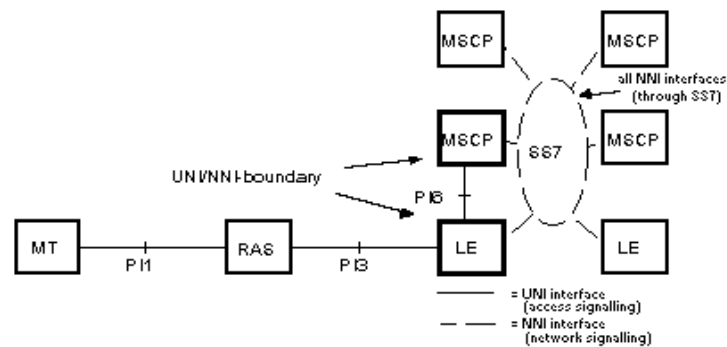 MSCP
MSCP
all NNI interfaces
(through SS7)
MSCP
MSCP
SS7
UNI/NNI-boundary
PI6
MT
RAS
LE
LE
PI1
PI3
= UNI interface
(access signalling)
= NNI interface
(network signalling)